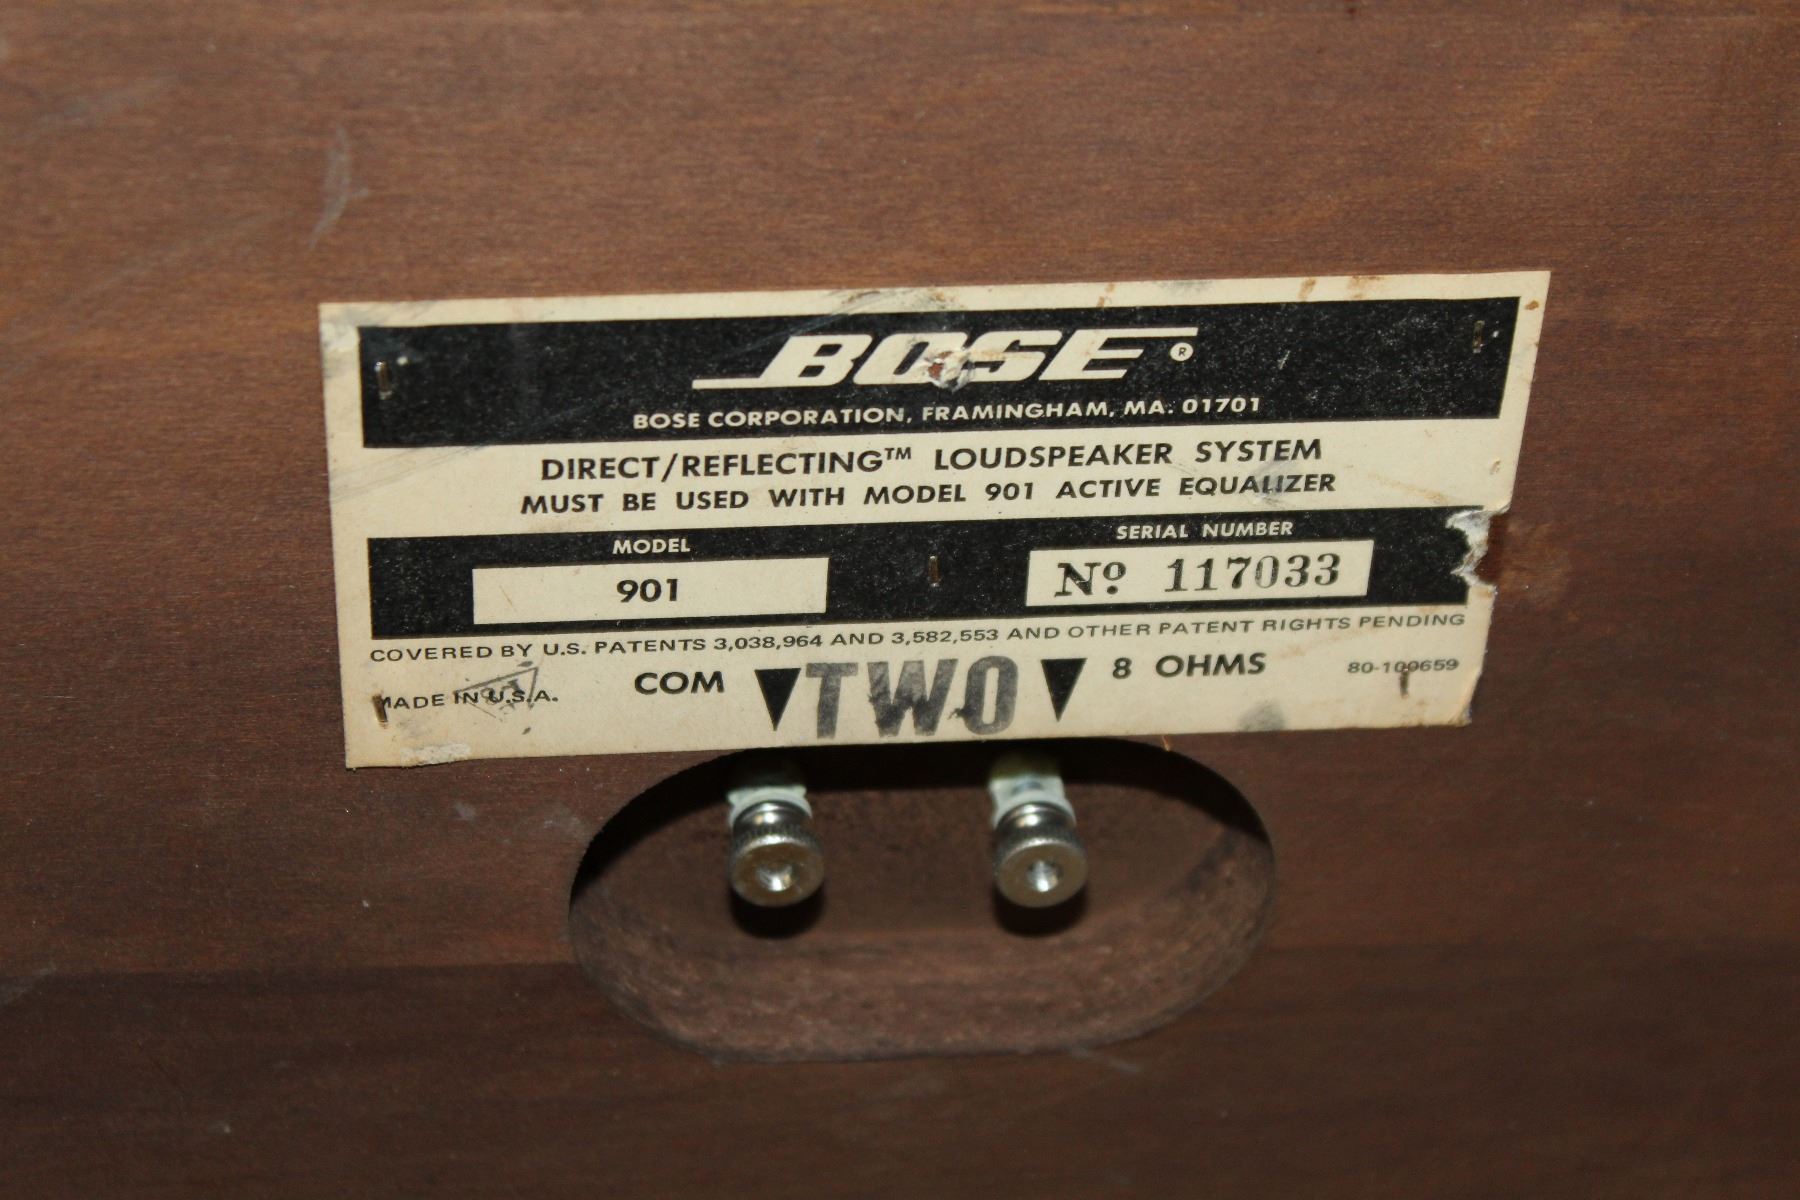 BOSE ®
BOSE CORPORATION, FRAMINGHAM, MA. 01701
DIRECT/REFLECTING™ LOUDSPEAKER SYSTEM
MUST BE USED WITH MODEL 901 ACTIVE EQUALIZER
MODEL
901
SERIAL NUMBER
Nº 117033
COVERED BY U.S. PATENTS 3,038,964 AND 3,582,553 AND OTHER PATENT RIGHTS PENDING
MADE IN U.S.A.
COM ▼ TWO ▼ 8 OHMS
80-100659